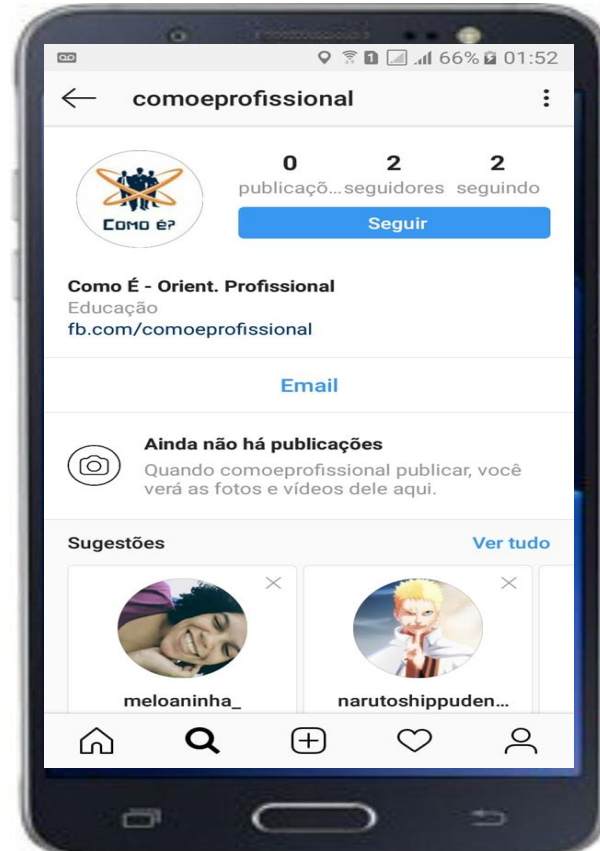 66% 01:52
comoeprofissional
0 2 2
publicaçõ... seguidores seguindo
Seguir
Como é?
Como É - Orient. Profissional
Educação
fb.com/comoeprofissional
Email
Ainda não há publicações
Quando comoeprofissional publicar, você
verá as fotos e vídeos dele aqui.
Sugestões Ver tudo
meloaninha_ narutoshippuden...